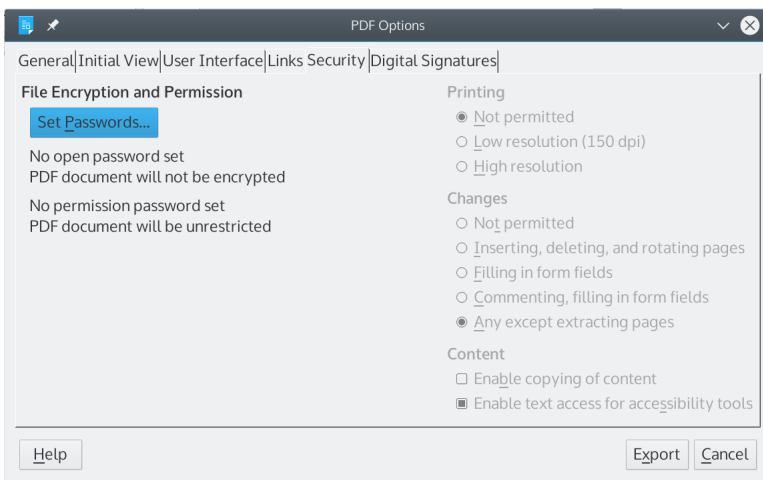 PDF Options
General Initial View User Interface Links Security Digital Signatures
File Encryption and Permission
Set Passwords...
No open password set
PDF document will not be encrypted
No permission password set
PDF document will be unrestricted
Printing
Not permitted
Low resolution (150 dpi)
High resolution
Changes
Not permitted
Inserting, deleting, and rotating pages
Filling in form fields
Commenting, filling in form fields
Any except extracting pages
Content
Enable copying of content
Enable text access for accessibility tools
Help
Export
Cancel